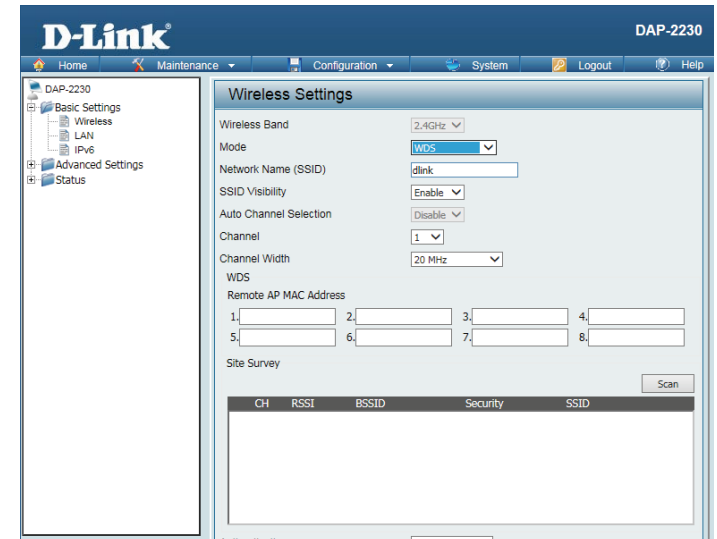 D-Link®
DAP-2230
Home Maintenance Configuration System Logout Help
DAP-2230
Basic Settings
Wireless
LAN
IPv6
Advanced Settings
Status
Wireless Settings
Wireless Band 2.4GHz
Mode WDS
Network Name (SSID) dlink
SSID Visibility Enable
Auto Channel Selection Disable
Channel 1
Channel Width 20 MHz
WDS
Remote AP MAC Address
1. 2. 3. 4.
5. 6. 7. 8.
Site Survey
Scan
CH RSSI BSSID Security SSID